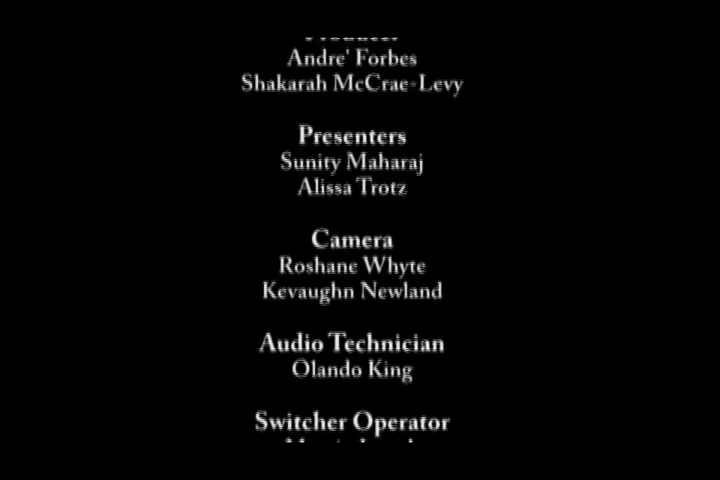 Producer
Andre' Forbes
Shakarah McCrae-Levy
Presenters
Sunity Maharaj
Alissa Trotz
Camera
Roshane Whyte
Kevaughn Newland
Audio Technician
Olando King
Switcher Operator